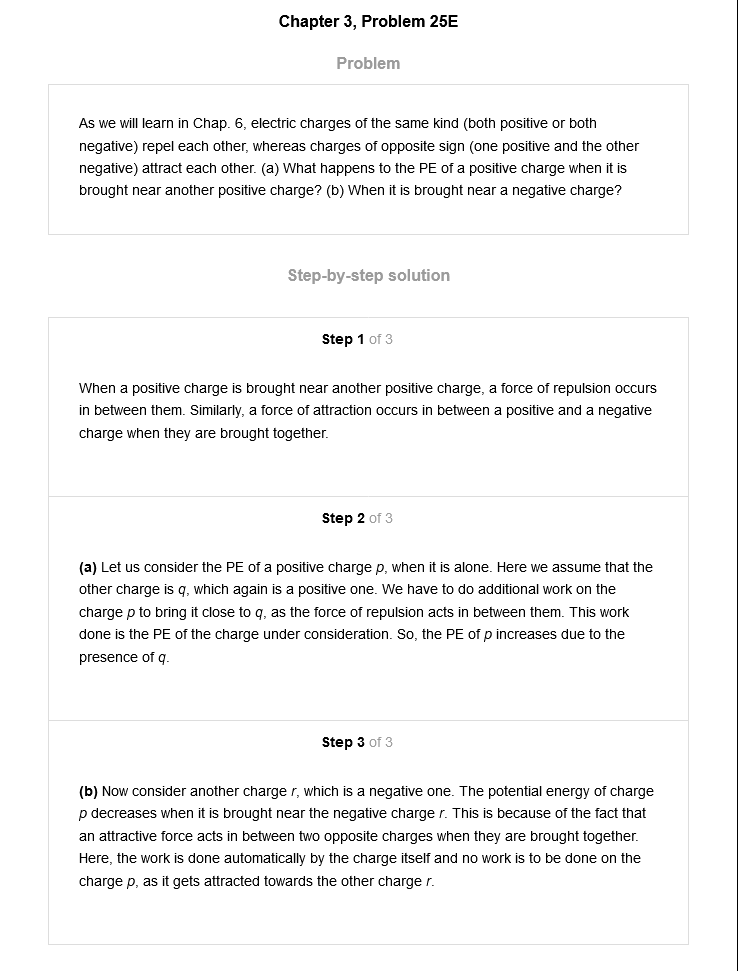 Chapter 3, Problem 25E
Problem
As we will learn in Chap. 6, electric charges of the same kind (both positive or both
negative) repel each other, whereas charges of opposite sign (one positive and the other
negative) attract each other. (a) What happens to the PE of a positive charge when it is
brought near another positive charge? (b) When it is brought near a negative charge?
Step-by-step solution
Step 1 of 3
When a positive charge is brought near another positive charge, a force of repulsion occurs
in between them. Similarly, a force of attraction occurs in between a positive and a negative
charge when they are brought together.
Step 2 of 3
(a) Let us consider the PE of a positive charge p, when it is alone. Here we assume that the
other charge is q, which again is a positive one. We have to do additional work on the
charge p to bring it close to q, as the force of repulsion acts in between them. This work
done is the PE of the charge under consideration. So, the PE of p increases due to the
presence of q.
Step 3 of 3
(b) Now consider another charge r, which is a negative one. The potential energy of charge
p decreases when it is brought near the negative charge r. This is because of the fact that
an attractive force acts in between two opposite charges when they are brought together.
Here, the work is done automatically by the charge itself and no work is to be done on the
charge p, as it gets attracted towards the other charge r.